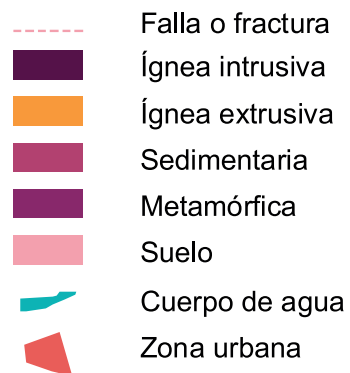 Falla o fractura
Ígnea intrusiva
Ígnea extrusiva
Sedimentaria
Metamórfica
Suelo
Cuerpo de agua
Zona urbana